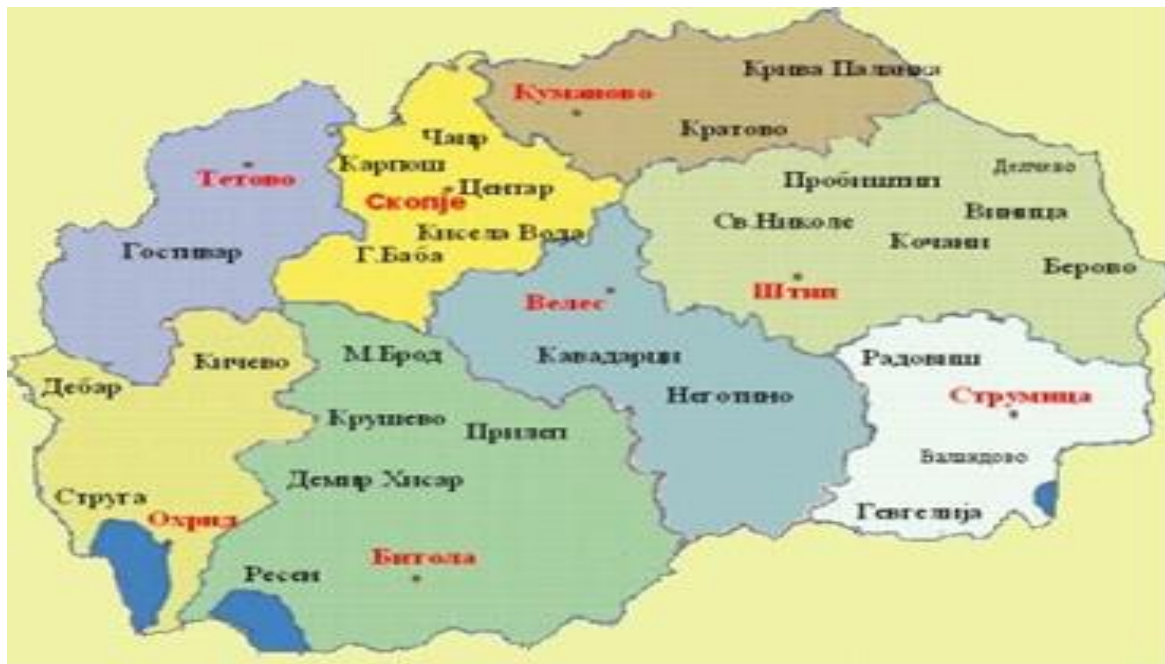 Крива Паланка
Куманово
Кратово
Чаир
Карпош
Центар
Скопје
Кисела Вода
Г.Баба
Тетово
Гостивар
Пробиштип
Делчево
Св.Николе
Виница
Кочани
Берово
Штип
Велес
Кавадарци
Неготино
Радовиш
Струмица
Валандово
Гевгелија
Кичево
Дебар
Струга
Охрид
М.Брод
Крушево
Прилеп
Демир Хисар
Битола
Ресен